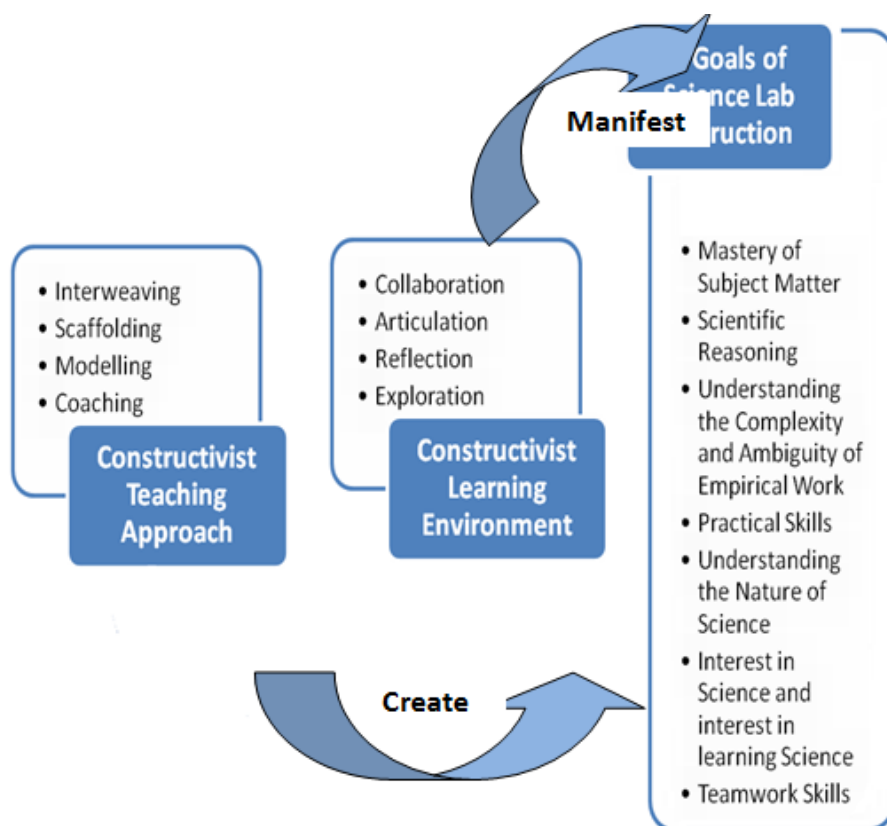 • Interweaving
• Scaffolding
• Modelling
• Coaching
Constructivist
Teaching
Approach
• Collaboration
• Articulation
• Reflection
• Exploration
Constructivist
Learning
Environment
Manifest
Goals of
Lab
• Mastery of
Subject Matter
• Scientific
Reasoning
• Understanding
the Complexity
and Ambiguity of
Empirical Work
• Practical Skills
• Understanding
the Nature of
Science
• Interest in
Science and
interest in
learning Science
• Teamwork Skills
Create